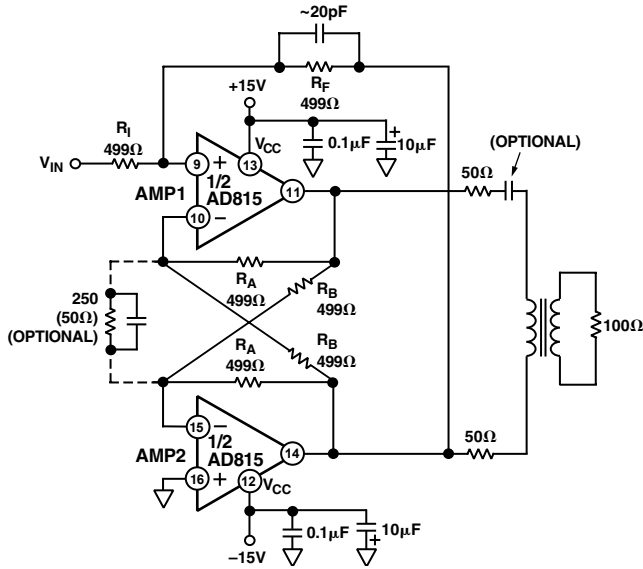 ~20pF
R_F
499Ω
+15V
R_I
499Ω
V_IN
V_CC
0.1µF
+
10µF
(OPTIONAL)
9
+
13
1/2
AD815
AMP1
11
50Ω
10
–
R_A
499Ω
R_B
499Ω
250
(50Ω)
(OPTIONAL)
100Ω
R_A
499Ω
R_B
499Ω
15
–
1/2
AD815
AMP2
14
50Ω
16
+
12
V_CC
0.1µF
10µF
+
–15V